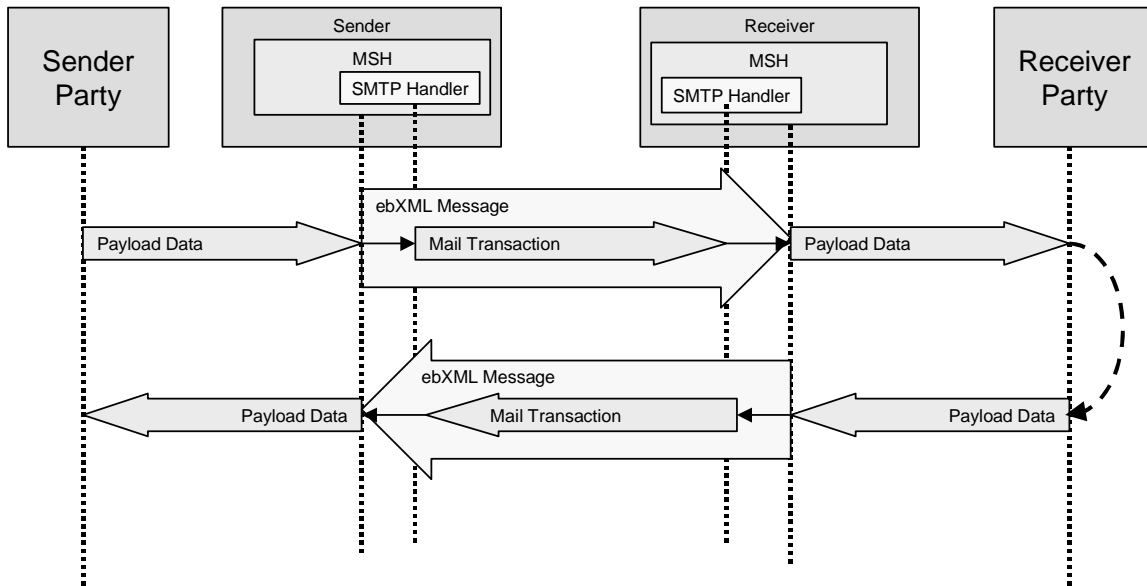 Sender
Party
Sender
MSH
SMTP Handler
Receiver
MSH
SMTP Handler
Receiver
Party
ebXML Message
Payload Data
Mail Transaction
Payload Data
ebXML Message
Payload Data
Mail Transaction
Payload Data